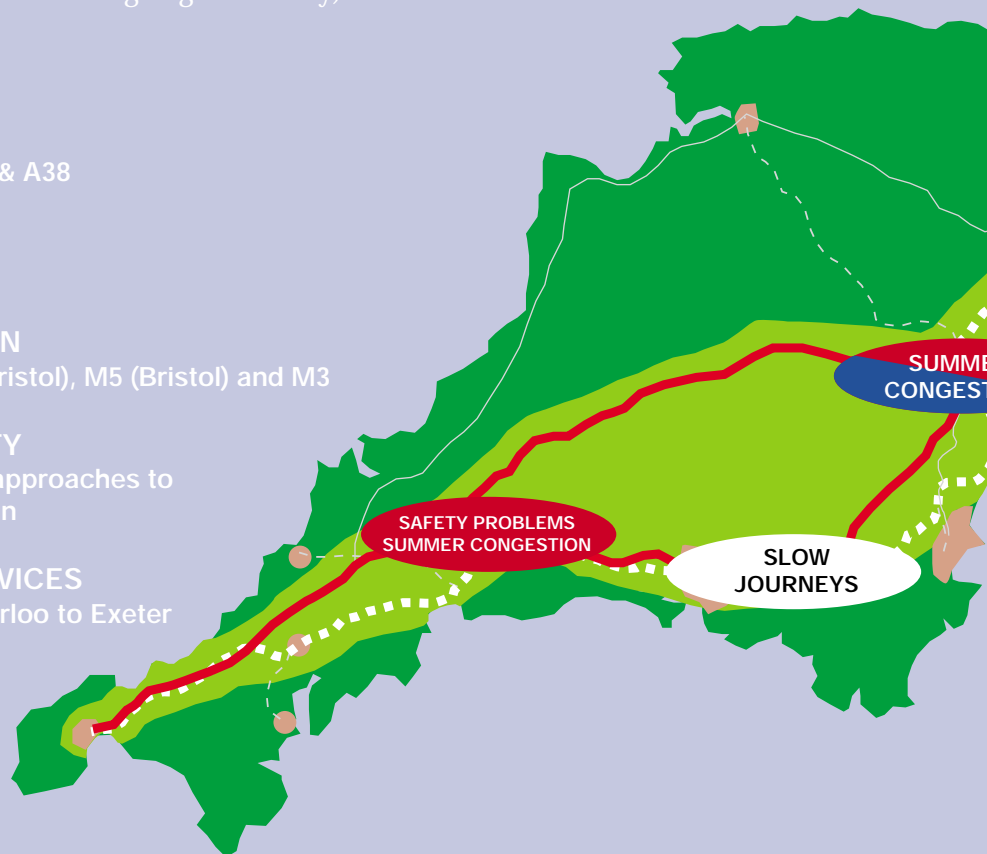 & A38
N
ristol), M5 (Bristol) and M3
TY
approaches to
n
VICES
rloo to Exeter
SUMME
CONGEST
SAFETY PROBLEMS
SUMMER CONGESTION
SLOW
JOURNEYS